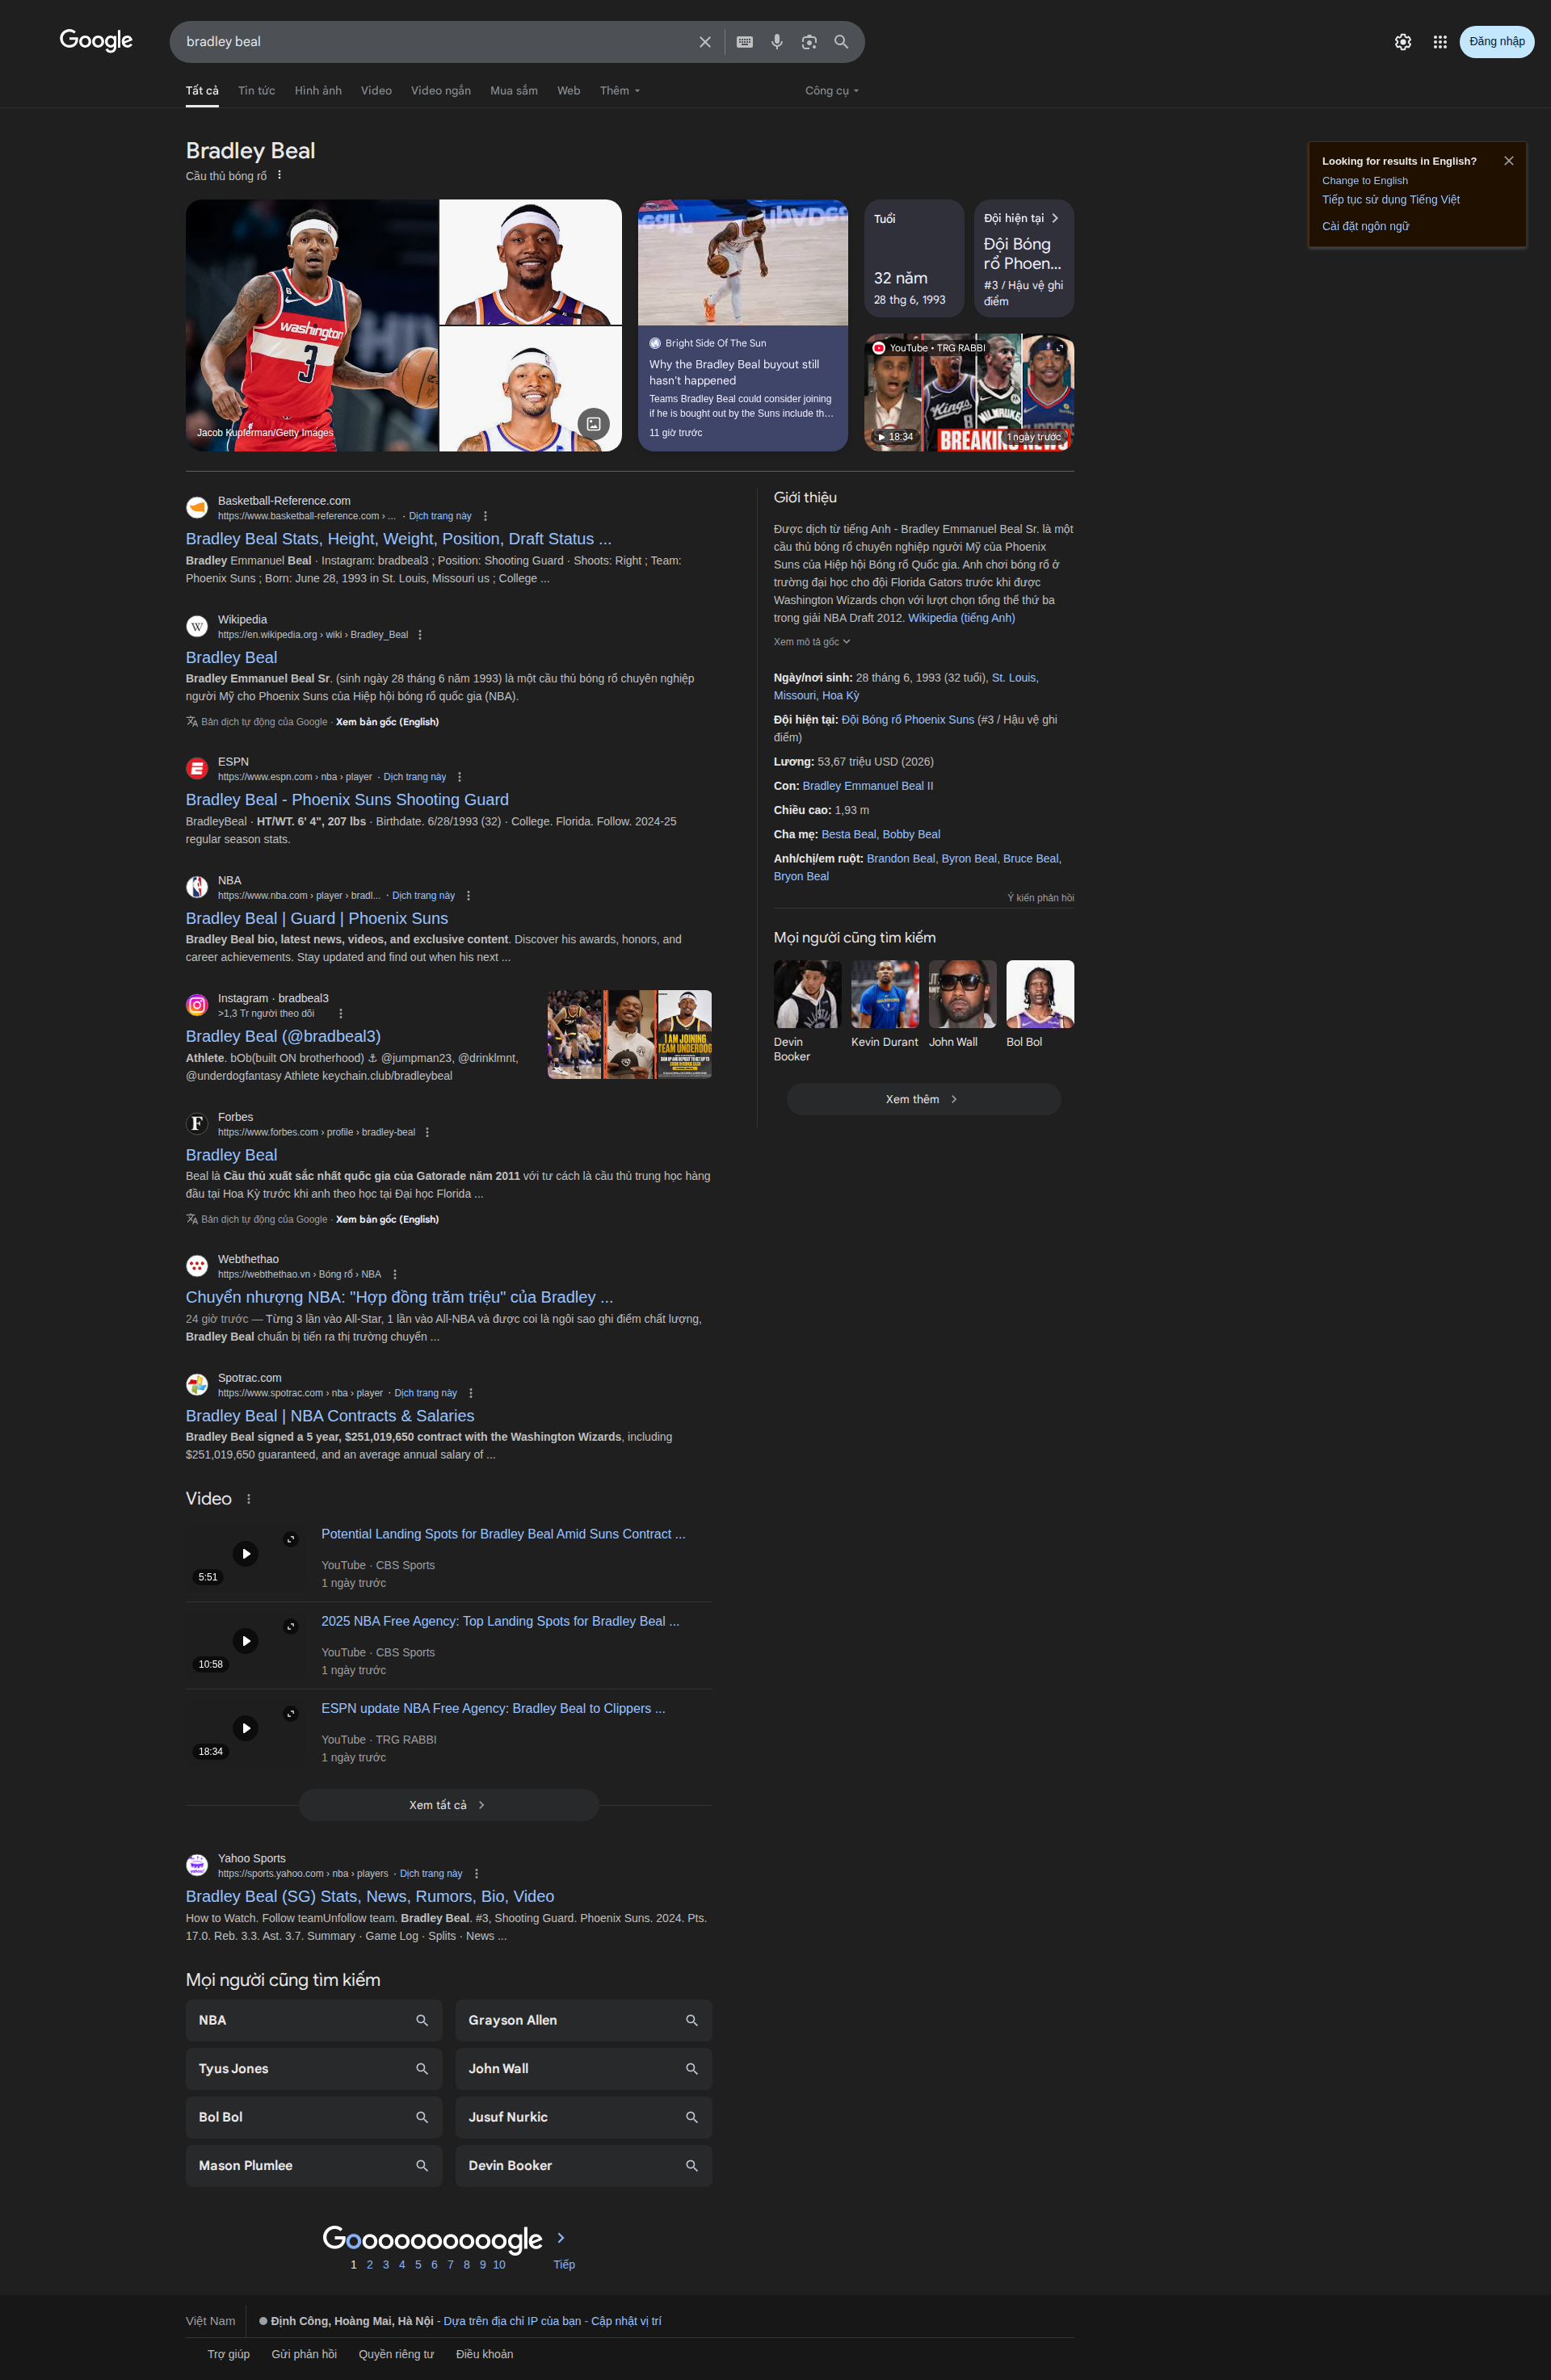 Google
bradley beal
Đăng nhập
Tất cả Tin tức Hình ảnh Video Video ngắn Mua sắm Web Thêm Công cụ
Bradley Beal
Cầu thủ bóng rổ
Looking for results in English?
Change to English
Tiếp tục sử dụng Tiếng Việt
Cài đặt ngôn ngữ
washington
3
Jacob Kupferman/Getty Images
Bright Side Of The Sun
Why the Bradley Beal buyout still
hasn't happened
Teams Bradley Beal could consider joining
if he is bought out by the Suns include th…
11 giờ trước
Tuổi
32 năm
28 thg 6, 1993
Đội hiện tại
Đội Bóng
rổ Phoen…
#3 / Hậu vệ ghi
điểm
YouTube • TRG RABBI
Kings
8
MILWAUKEE
18:34
1 ngày trước
BREAKING NEWS
Basketball-Reference.com
https://www.basketball-reference.com › ... · Dịch trang này
Bradley Beal Stats, Height, Weight, Position, Draft Status ...
Bradley Emmanuel Beal · Instagram: bradbeal3 ; Position: Shooting Guard · Shoots: Right ; Team:
Phoenix Suns ; Born: June 28, 1993 in St. Louis, Missouri us ; College ...
W
Wikipedia
https://en.wikipedia.org › wiki › Bradley_Beal
Bradley Beal
Bradley Emmanuel Beal Sr. (sinh ngày 28 tháng 6 năm 1993) là một cầu thủ bóng rổ chuyên nghiệp
người Mỹ cho Phoenix Suns của Hiệp hội bóng rổ quốc gia (NBA).
Bản dịch tự động của Google · Xem bản gốc (English)
ESPN
https://www.espn.com › nba › player · Dịch trang này
Bradley Beal - Phoenix Suns Shooting Guard
BradleyBeal · HT/WT. 6' 4", 207 lbs · Birthdate. 6/28/1993 (32) · College. Florida. Follow. 2024-25
regular season stats.
NBA
https://www.nba.com › player › bradl... · Dịch trang này
Bradley Beal | Guard | Phoenix Suns
Bradley Beal bio, latest news, videos, and exclusive content. Discover his awards, honors, and
career achievements. Stay updated and find out when his next ...
Instagram · bradbeal3
>1,3 Tr người theo dõi
Bradley Beal (@bradbeal3)
Athlete. bOb(built ON brotherhood) ⚓ @jumpman23, @drinklmnt,
@underdogfantasy Athlete keychain.club/bradleybeal
I AM JOINING
TEAM UNDERDOG
F
Forbes
https://www.forbes.com › profile › bradley-beal
Bradley Beal
Beal là Cầu thủ xuất sắc nhất quốc gia của Gatorade năm 2011 với tư cách là cầu thủ trung học hàng
đầu tại Hoa Kỳ trước khi anh theo học tại Đại học Florida ...
Bản dịch tự động của Google · Xem bản gốc (English)
Webthethao
https://webthethao.vn › Bóng rổ › NBA
Chuyển nhượng NBA: "Hợp đồng trăm triệu" của Bradley ...
24 giờ trước — Từng 3 lần vào All-Star, 1 lần vào All-NBA và được coi là ngôi sao ghi điểm chất lượng,
Bradley Beal chuẩn bị tiến ra thị trường chuyển ...
Spotrac.com
https://www.spotrac.com › nba › player · Dịch trang này
Bradley Beal | NBA Contracts & Salaries
Bradley Beal signed a 5 year, $251,019,650 contract with the Washington Wizards, including
$251,019,650 guaranteed, and an average annual salary of ...
Video
Potential Landing Spots for Bradley Beal Amid Suns Contract ...
YouTube · CBS Sports
1 ngày trước
5:51
2025 NBA Free Agency: Top Landing Spots for Bradley Beal ...
YouTube · CBS Sports
1 ngày trước
10:58
ESPN update NBA Free Agency: Bradley Beal to Clippers ...
YouTube · TRG RABBI
1 ngày trước
18:34
Xem tất cả
Yahoo Sports
https://sports.yahoo.com › nba › players · Dịch trang này
Bradley Beal (SG) Stats, News, Rumors, Bio, Video
How to Watch. Follow teamUnfollow team. Bradley Beal. #3, Shooting Guard. Phoenix Suns. 2024. Pts.
17.0. Reb. 3.3. Ast. 3.7. Summary · Game Log · Splits · News ...
Mọi người cũng tìm kiếm
NBA
Grayson Allen
Tyus Jones
John Wall
Bol Bol
Jusuf Nurkic
Mason Plumlee
Devin Booker
Giới thiệu
Được dịch từ tiếng Anh - Bradley Emmanuel Beal Sr. là một
cầu thủ bóng rổ chuyên nghiệp người Mỹ của Phoenix
Suns của Hiệp hội Bóng rổ Quốc gia. Anh chơi bóng rổ ở
trường đại học cho đội Florida Gators trước khi được
Washington Wizards chọn với lượt chọn tổng thể thứ ba
trong giải NBA Draft 2012. Wikipedia (tiếng Anh)
Xem mô tả gốc
Ngày/nơi sinh: 28 tháng 6, 1993 (32 tuổi), St. Louis,
Missouri, Hoa Kỳ
Đội hiện tại: Đội Bóng rổ Phoenix Suns (#3 / Hậu vệ ghi
điểm)
Lương: 53,67 triệu USD (2026)
Con: Bradley Emmanuel Beal II
Chiều cao: 1,93 m
Cha mẹ: Besta Beal, Bobby Beal
Anh/chị/em ruột: Brandon Beal, Byron Beal, Bruce Beal,
Bryon Beal
Ý kiến phản hồi
Mọi người cũng tìm kiếm
Devin
Booker
Kevin Durant
John Wall
Bol Bol
Xem thêm
Goooooooooogle
1 2 3 4 5 6 7 8 9 10 Tiếp
Việt Nam
Định Công, Hoàng Mai, Hà Nội - Dựa trên địa chỉ IP của bạn - Cập nhật vị trí
Trợ giúp Gửi phản hồi Quyền riêng tư Điều khoản